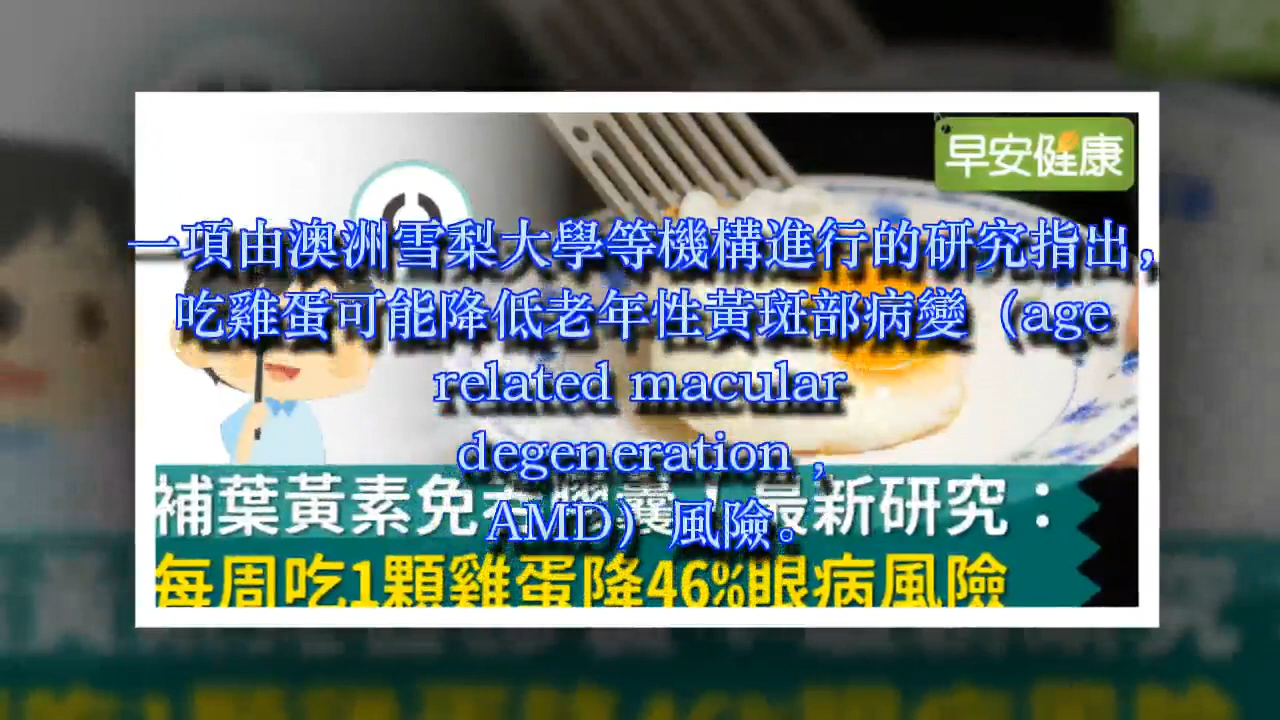 早安健康
一項由澳洲雪梨大學等機構進行的研究指出，
吃雞蛋可能降低老年性黃斑部病變（age
related macular
degeneration，
AMD）風險。
補葉黃素免吞膠囊！最新研究：
每周吃1顆雞蛋降46%眼病風險